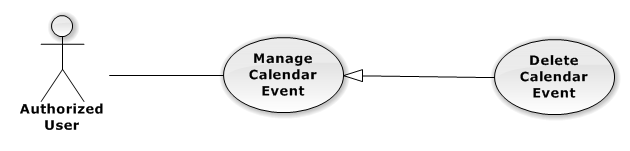 Authorized
User
Manage
Calendar
Event
Delete
Calendar
Event